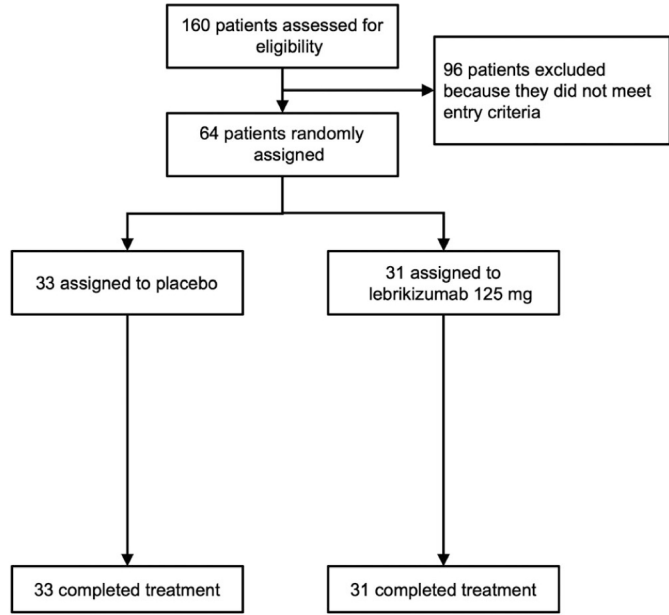 160 patients assessed for
eligibility
96 patients excluded
because they did not meet
entry criteria
64 patients randomly
assigned
33 assigned to placebo
31 assigned to
lebrikizumab 125 mg
33 completed treatment
31 completed treatment